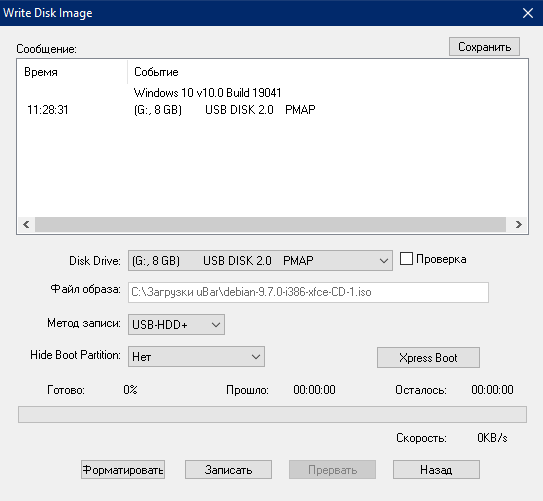 Write Disk Image
Сообщение:
Сохранить
Время Событие
Windows 10 v10.0 Build 19041
11:28:31 (G:, 8 GB) USB DISK 2.0 PMAP
Disk Drive: (G:, 8 GB) USB DISK 2.0 PMAP Проверка
Файл образа: C:\Загрузки uBar\debian-9.7.0-i386-xfce-CD-1.iso
Метод записи: USB-HDD+
Hide Boot Partition: Нет Xpress Boot
Готово: 0% Прошло: 00:00:00 Осталось: 00:00:00
Скорость: 0KB/s
Форматировать Записать Прервать Назад